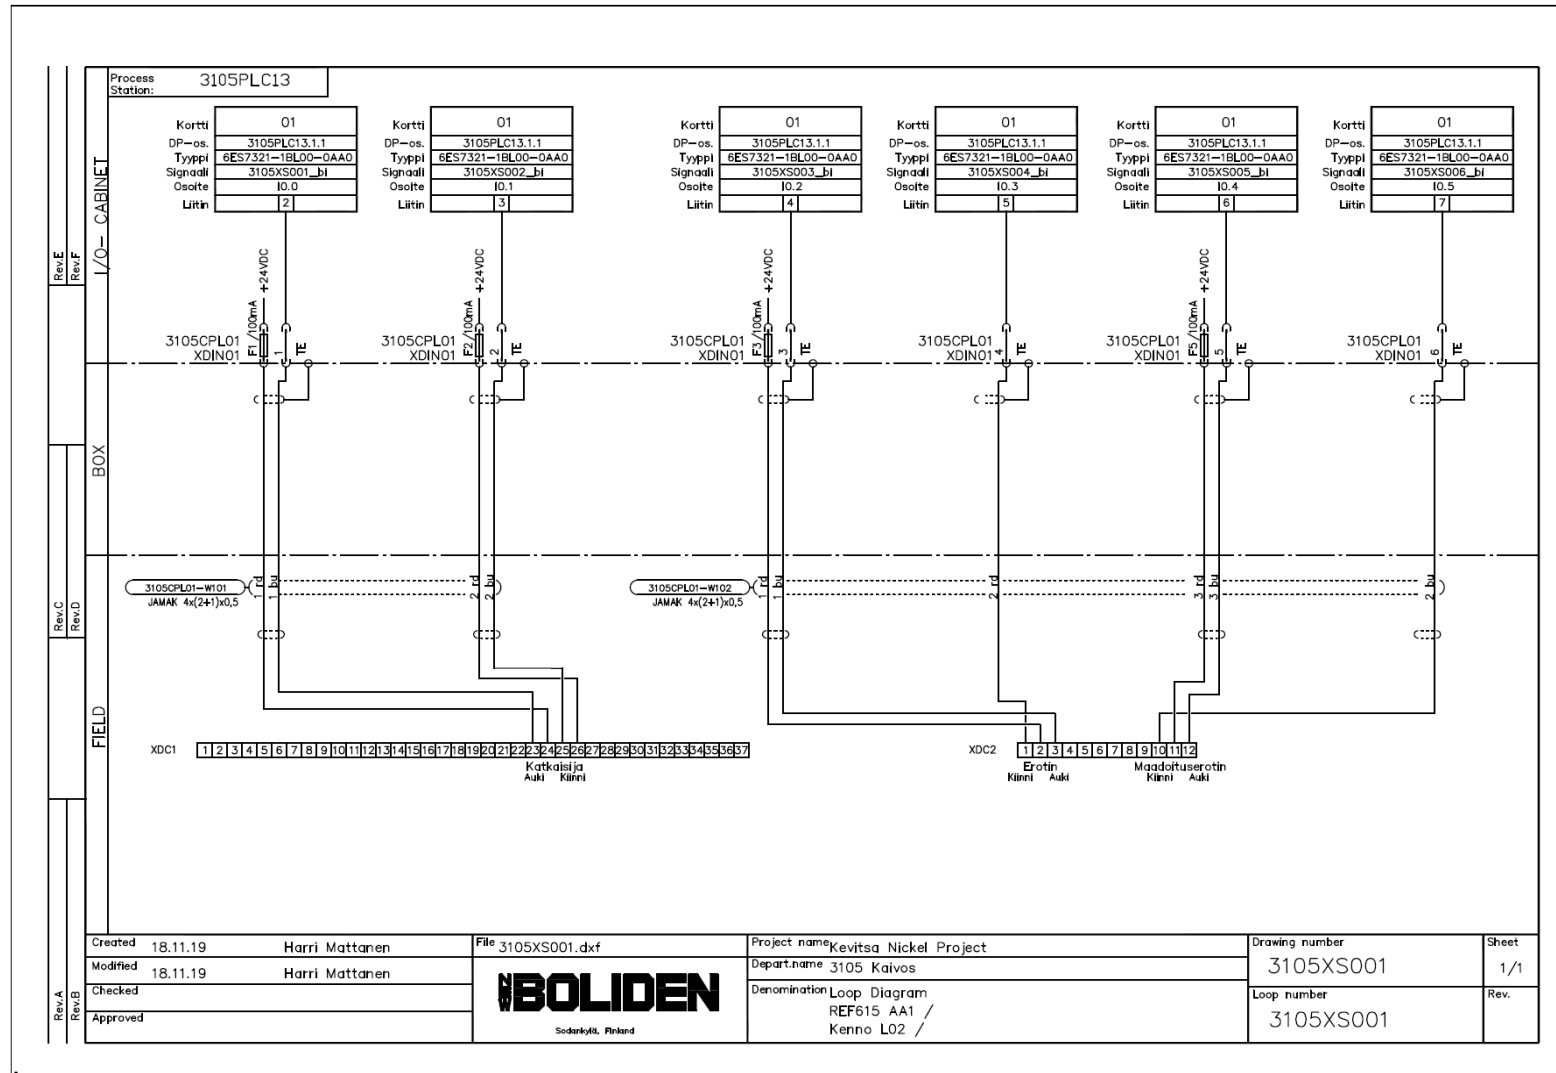 Process
Station: 3105PLC13
Kortti 01
DP-os. 3105PLC13.1.1
Tyyppi 6ES7321-1BL00-0AA0
Signaali 3105XS001_bi
Osoite I0.0
Liitin 2
Kortti 01
DP-os. 3105PLC13.1.1
Tyyppi 6ES7321-1BL00-0AA0
Signaali 3105XS002_bi
Osoite I0.1
Liitin 3
Kortti 01
DP-os. 3105PLC13.1.1
Tyyppi 6ES7321-1BL00-0AA0
Signaali 3105XS003_bi
Osoite I0.2
Liitin 4
Kortti 01
DP-os. 3105PLC13.1.1
Tyyppi 6ES7321-1BL00-0AA0
Signaali 3105XS004_bi
Osoite I0.3
Liitin 5
Kortti 01
DP-os. 3105PLC13.1.1
Tyyppi 6ES7321-1BL00-0AA0
Signaali 3105XS005_bi
Osoite I0.4
Liitin 6
Kortti 01
DP-os. 3105PLC13.1.1
Tyyppi 6ES7321-1BL00-0AA0
Signaali 3105XS006_bi
Osoite I0.5
Liitin 7
I/O- CABINET
BOX
FIELD
Rev.E
Rev.F
Rev.C
Rev.D
Rev.A
Rev.B
+24VDC
F1/100mA
3105CPL01
XDIN01
1
TE
+24VDC
F2/100mA
3105CPL01
XDIN01
2
TE
+24VDC
F3/100mA
3105CPL01
XDIN01
3
TE
3105CPL01
XDIN01
4
TE
+24VDC
F5/100mA
3105CPL01
XDIN01
5
TE
3105CPL01
XDIN01
6
TE
3105CPL01-W101
JAMAK 4x(2+1)x0,5
1 rd
1 bu
2 rd
2 bu
3105CPL01-W102
JAMAK 4x(2+1)x0,5
1 rd
1 bu
2 rd
3 rd
3 bu
2 bu
XDC1 1 2 3 4 5 6 7 8 9 10 11 12 13 14 15 16 17 18 19 20 21 22 23 24 25 26 27 28 29 30 31 32 33 34 35 36 37
Katkaisija
Auki Kiinni
XDC2 1 2 3 4 5 6 7 8 9 10 11 12
Erotin Maadoituserotin
Kiinni Auki Kiinni Auki
Created 18.11.19 Harri Mattanen
Modified 18.11.19 Harri Mattanen
Checked
Approved
File 3105XS001.dxf
BOLIDEN
Sodankylä, Finland
Project name Kevitsa Nickel Project
Depart.name 3105 Kaivos
Denomination Loop Diagram
REF615 AA1 /
Kenno L02 /
Drawing number
3105XS001
Sheet
1/1
Loop number
3105XS001
Rev.